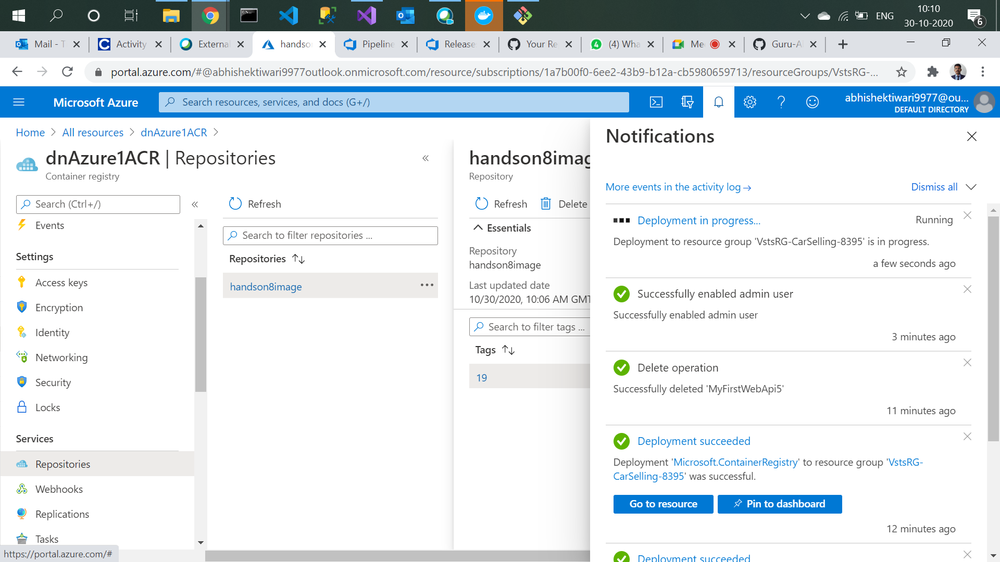 ENG
10:10
30-10-2020
6
Mail - T
Activity
External
handso
Pipeline
Release
Your Re
(4) Wha
Me
Guru-A
portal.azure.com/#@abhishektiwari9977outlook.onmicrosoft.com/resource/subscriptions/1a7b00f0-6ee2-43b9-b12a-cb5980659713/resourceGroups/VstsRG-...
Microsoft Azure
Search resources, services, and docs (G+/)
abhishektiwari9977@ou...
DEFAULT DIRECTORY
Home > All resources > dnAzure1ACR >
dnAzure1ACR | Repositories
Container registry
Search (Ctrl+/)
Events
Settings
Access keys
Encryption
Identity
Networking
Security
Locks
Services
Repositories
Webhooks
Replications
Tasks
https://portal.azure.com/#
Refresh
Search to filter repositories ...
Repositories
handson8image
handson8imag
Repository
Refresh
Delete
Essentials
Repository
handson8image
Last updated date
10/30/2020, 10:06 AM GMT
Search to filter tags ...
Tags
19
Notifications
More events in the activity log →
Dismiss all
Deployment in progress...
Running
Deployment to resource group 'VstsRG-CarSelling-8395' is in progress.
a few seconds ago
Successfully enabled admin user
Successfully enabled admin user
3 minutes ago
Delete operation
Successfully deleted 'MyFirstWebApi5'
11 minutes ago
Deployment succeeded
Deployment 'Microsoft.ContainerRegistry' to resource group 'VstsRG-
CarSelling-8395' was successful.
Go to resource
Pin to dashboard
12 minutes ago
Deployment succeeded